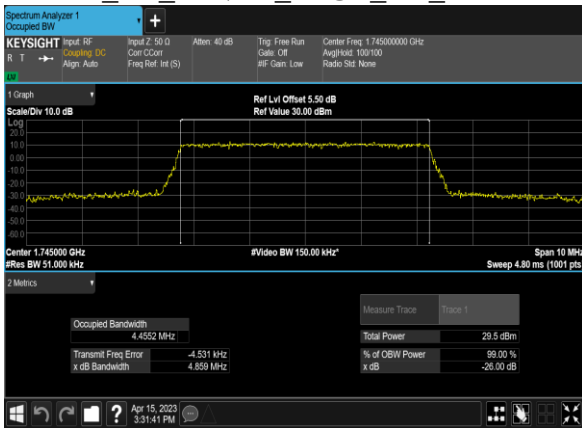 Spectrum Analyzer 1
Occupied BW
+
KEYSIGHT Input: RF Input Z: 50 Ω Atten: 40 dB Trig: Free Run Center Freq: 1.745000000 GHz
R T Coupling: DC Corr CCorr Gate: Off Avg|Hold: 100/100
Align: Auto Freq Ref: Int (S) #IF Gain: Low Radio Std: None
LU
1 Graph
Ref Lvl Offset 5.50 dB
Scale/Div 10.0 dB Ref Value 30.00 dBm
Log
20.0
10.0
0.00
-10.0
-20.0
-30.0
-40.0
-50.0
-60.0
Center 1.745000 GHz #Video BW 150.00 kHz* Span 10 MHz
#Res BW 51.000 kHz Sweep 4.80 ms (1001 pts)
2 Metrics
Measure Trace Trace 1
Occupied Bandwidth
4.4552 MHz Total Power 29.5 dBm
Transmit Freq Error -4.531 kHz % of OBW Power 99.00 %
x dB Bandwidth 4.859 MHz x dB -26.00 dB
? Apr 15, 2023
3:31:41 PM